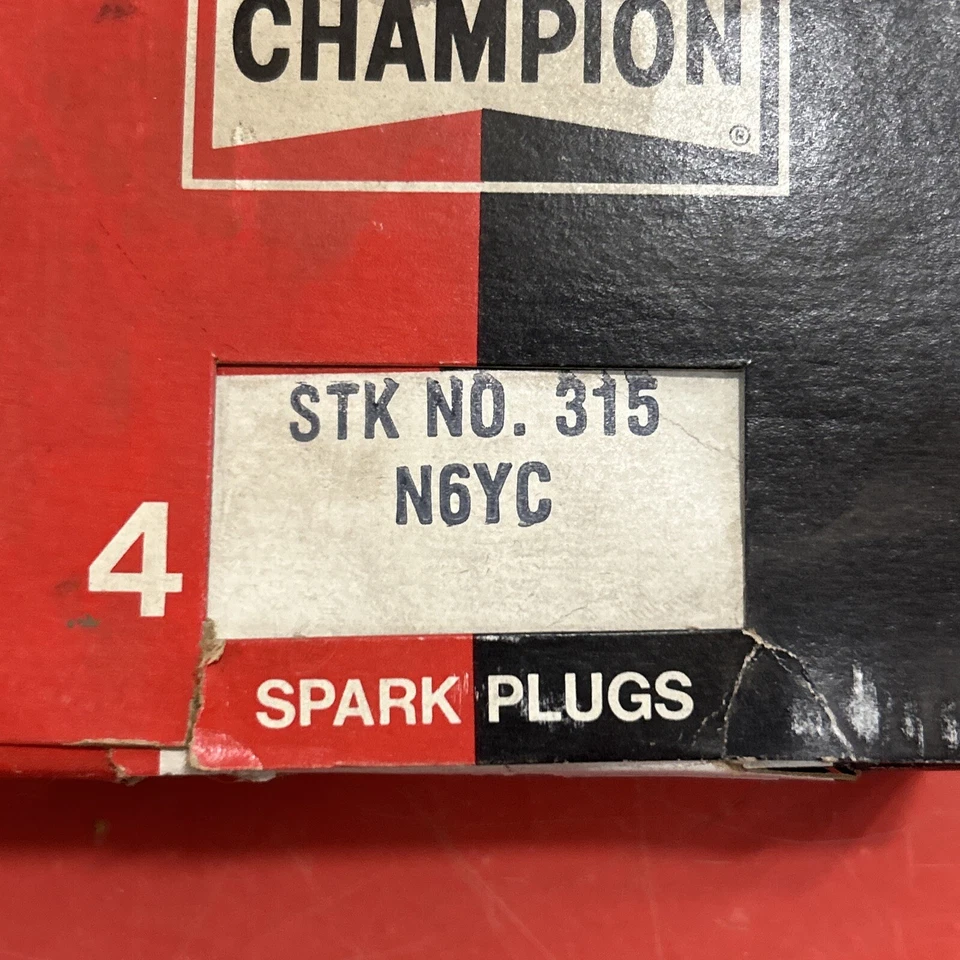 CHAMPION
®
STK NO. 315
N6YC
4
SPARK PLUGS